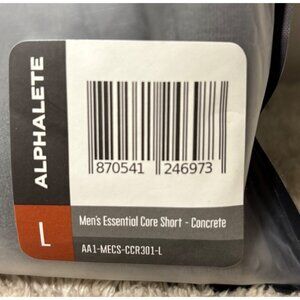 ALPHALETE
L
870541 246973
Men's Essential Core Short - Concrete
AA1-MECS-CCR301-L